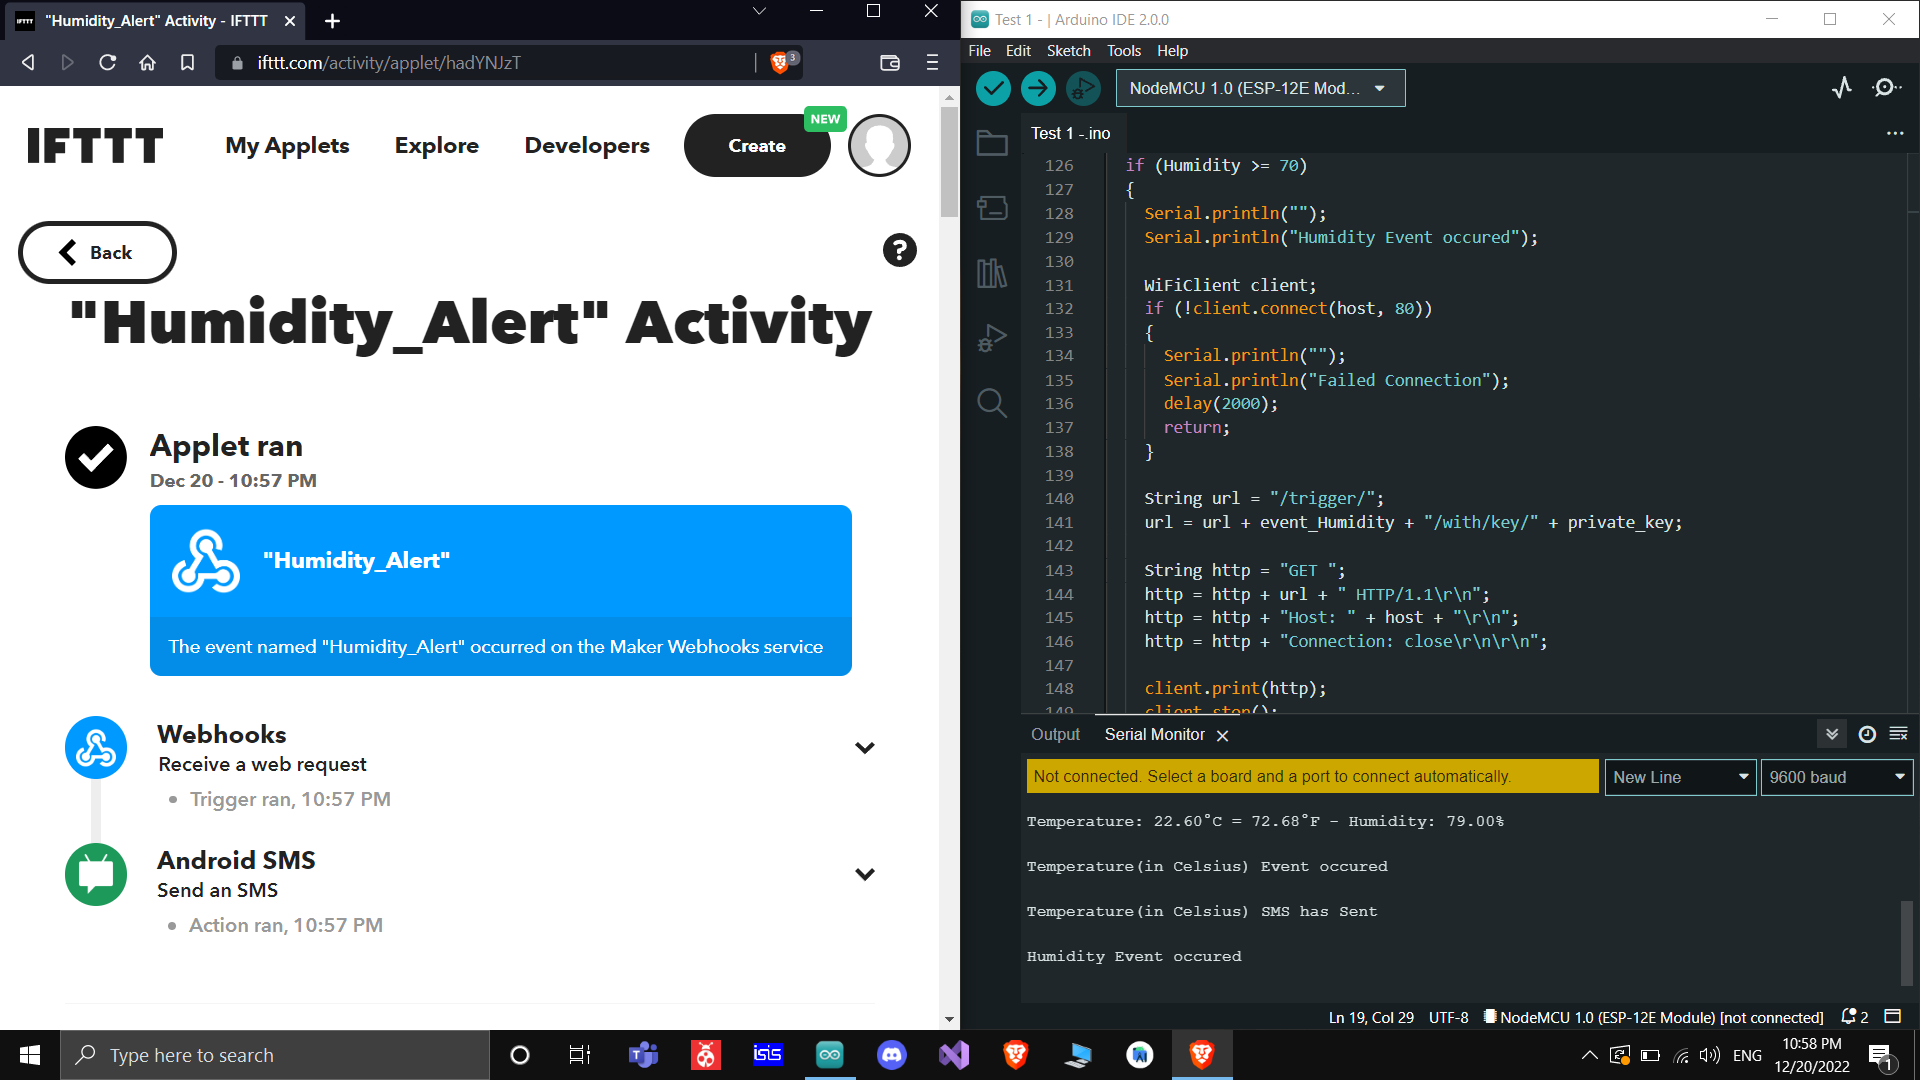 "Humidity_Alert" Activity - IFTTT
ifttt.com/activity/applet/hadYNJzT
3
IFTTT
My Applets
Explore
Developers
Create
NEW
Back
?
"Humidity_Alert" Activity
Applet ran
Dec 20 - 10:57 PM
"Humidity_Alert"
The event named "Humidity_Alert" occurred on the Maker Webhooks service
Webhooks
Receive a web request
Trigger ran, 10:57 PM
Android SMS
Send an SMS
Action ran, 10:57 PM
Test 1 - | Arduino IDE 2.0.0
File Edit Sketch Tools Help
NodeMCU 1.0 (ESP-12E Mod...
Test 1 -.ino
126 if (Humidity >= 70)
127 {
128 Serial.println("");
129 Serial.println("Humidity Event occured");
130
131 WiFiClient client;
132 if (!client.connect(host, 80))
133 {
134 Serial.println("");
135 Serial.println("Failed Connection");
136 delay(2000);
137 return;
138 }
139
140 String url = "/trigger/";
141 url = url + event_Humidity + "/with/key/" + private_key;
142
143 String http = "GET ";
144 http = http + url + " HTTP/1.1\r\n";
145 http = http + "Host: " + host + "\r\n";
146 http = http + "Connection: close\r\n\r\n";
147
148 client.print(http);
149 client.stop();
Output Serial Monitor
Not connected. Select a board and a port to connect automatically.
New Line
9600 baud
Temperature: 22.60°C = 72.68°F - Humidity: 79.00%
Temperature(in Celsius) Event occured
Temperature(in Celsius) SMS has Sent
Humidity Event occured
Ln 19, Col 29 UTF-8 NodeMCU 1.0 (ESP-12E Module) [not connected] 2
Type here to search
ISIS
ENG
10:58 PM
12/20/2022
1